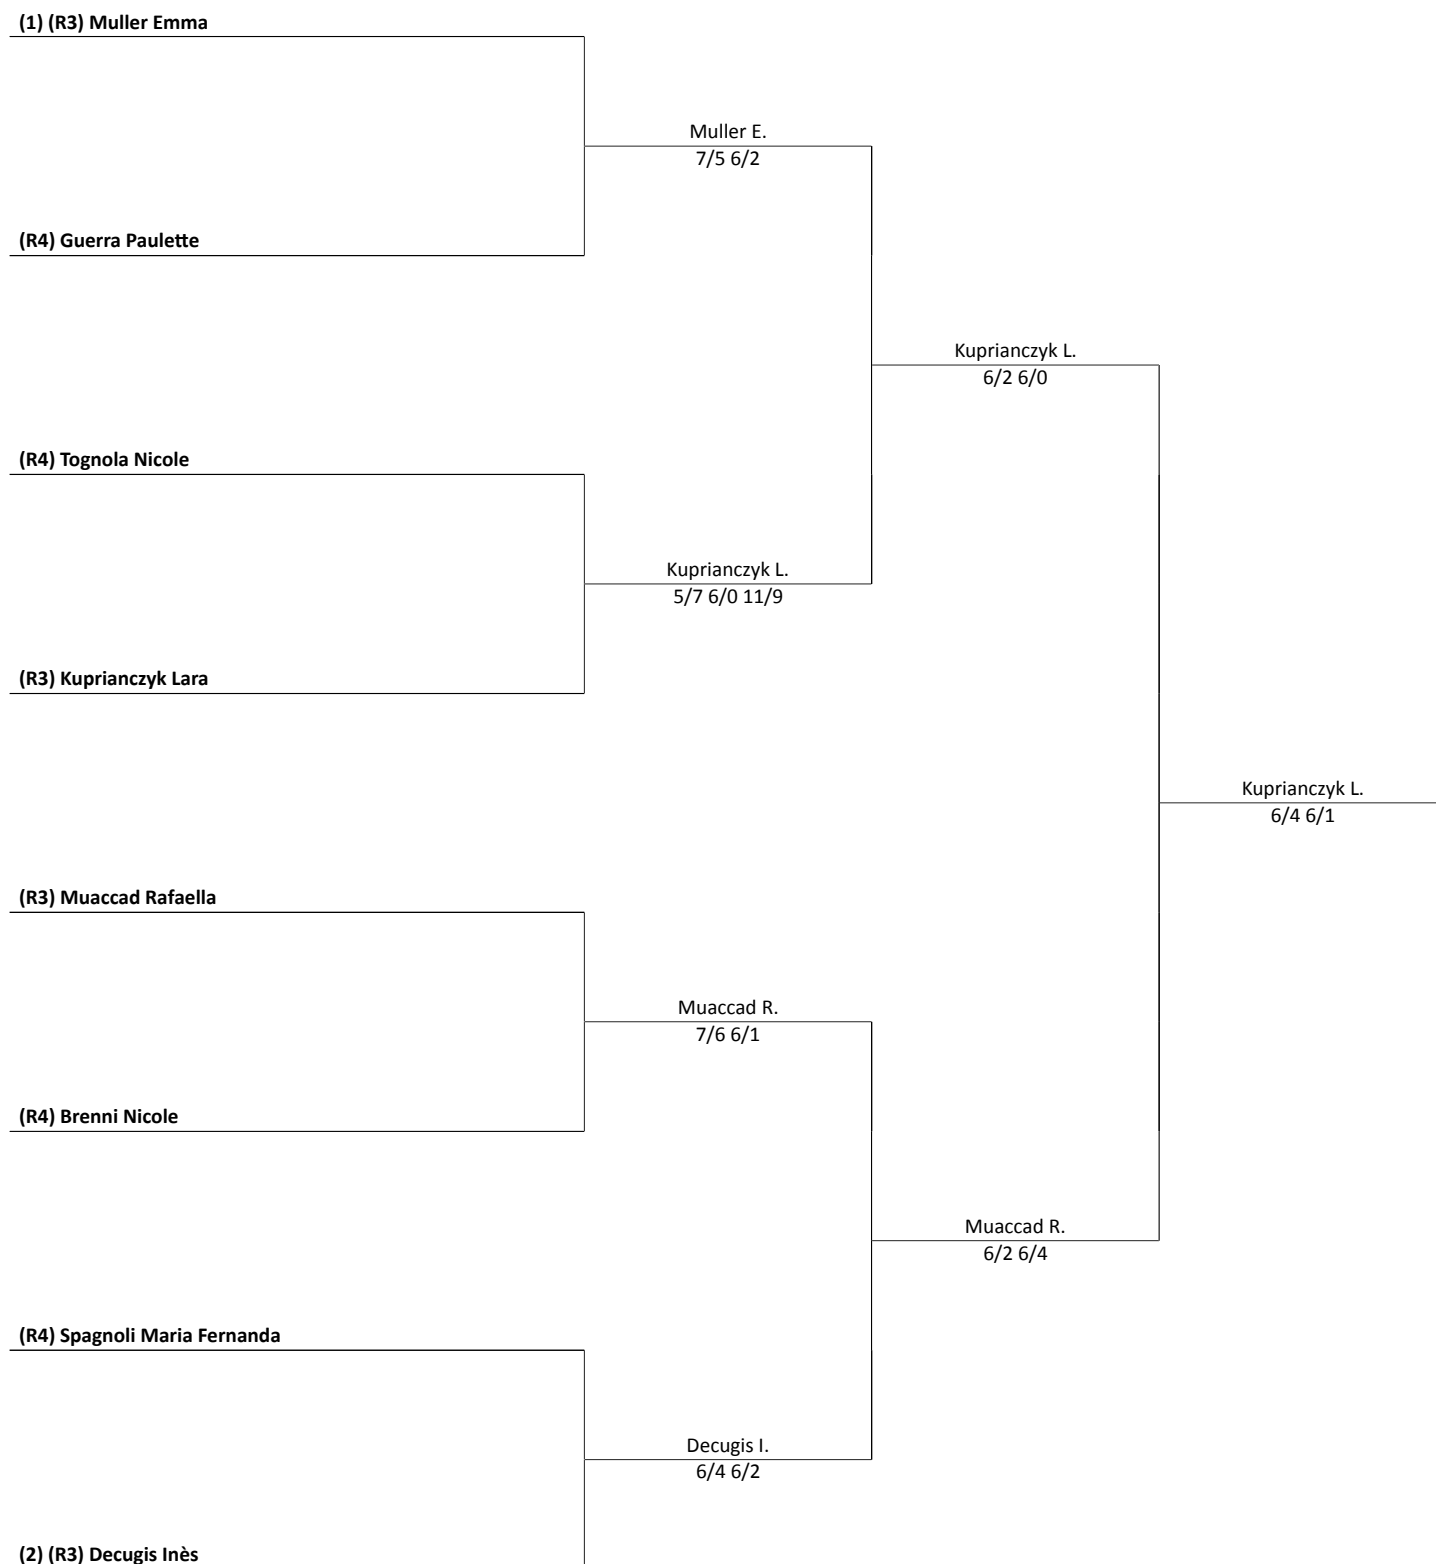 (1) (R3) Muller Emma
Muller E.
7/5 6/2
(R4) Guerra Paulette
Kuprianczyk L.
6/2 6/0
(R4) Tognola Nicole
Kuprianczyk L.
5/7 6/0 11/9
(R3) Kuprianczyk Lara
Kuprianczyk L.
6/4 6/1
(R3) Muaccad Rafaella
Muaccad R.
7/6 6/1
(R4) Brenni Nicole
Muaccad R.
6/2 6/4
(R4) Spagnoli Maria Fernanda
Decugis I.
6/4 6/2
(2) (R3) Decugis Inès